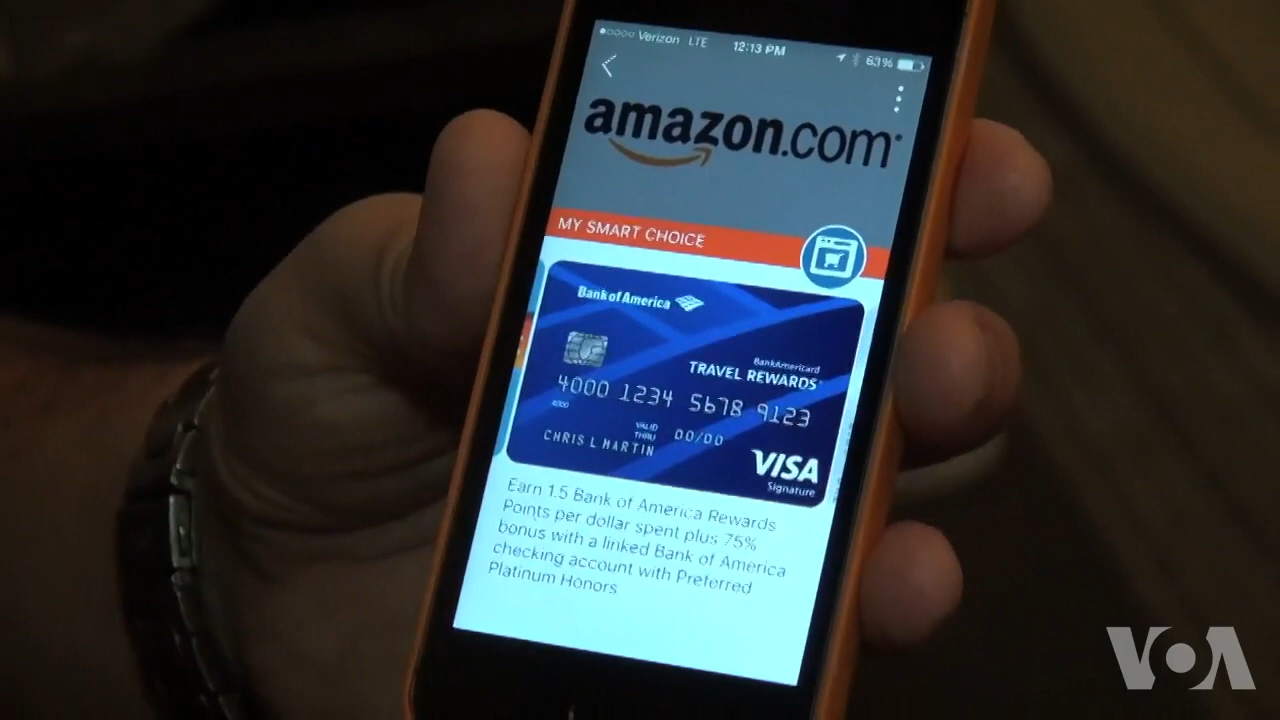 Verizon LTE 12:13 PM 63%
amazon.com
MY SMART CHOICE
Bank of America
BankAmericard
TRAVEL REWARDS
4000 1234 5678 9123
4000
VALID
THRU 00/00
CHRIS L MARTIN
VISA
Signature
Earn 1.5 Bank of America Rewards
Points per dollar spent plus 75%
bonus with a linked Bank of America
checking account with Preferred
Platinum Honors
VOA